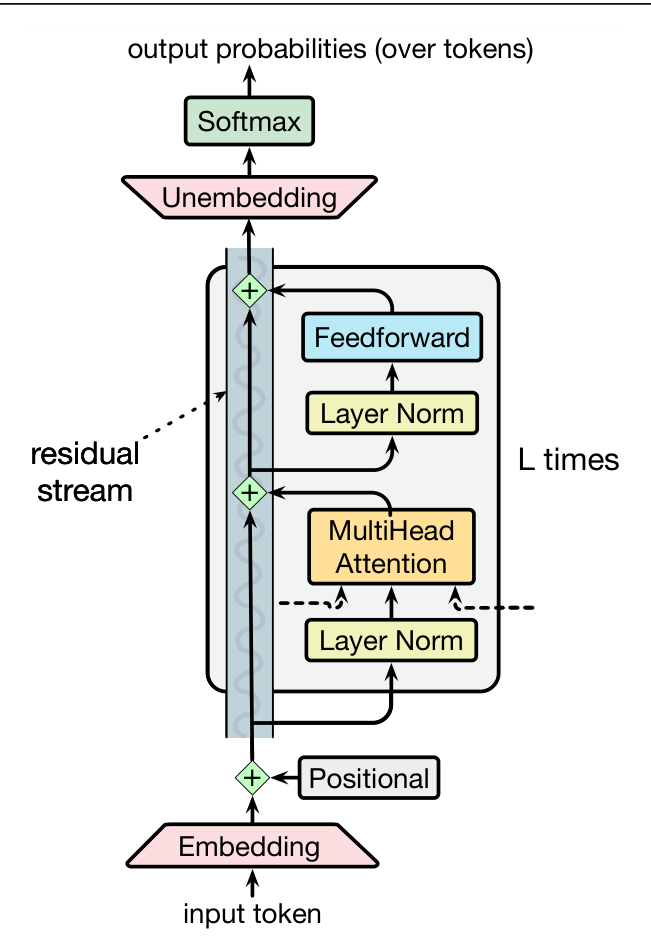 output probabilities (over tokens)
Softmax
Unembedding
+
Feedforward
Layer Norm
residual
stream
L times
+
MultiHead
Attention
Layer Norm
+
Positional
Embedding
input token